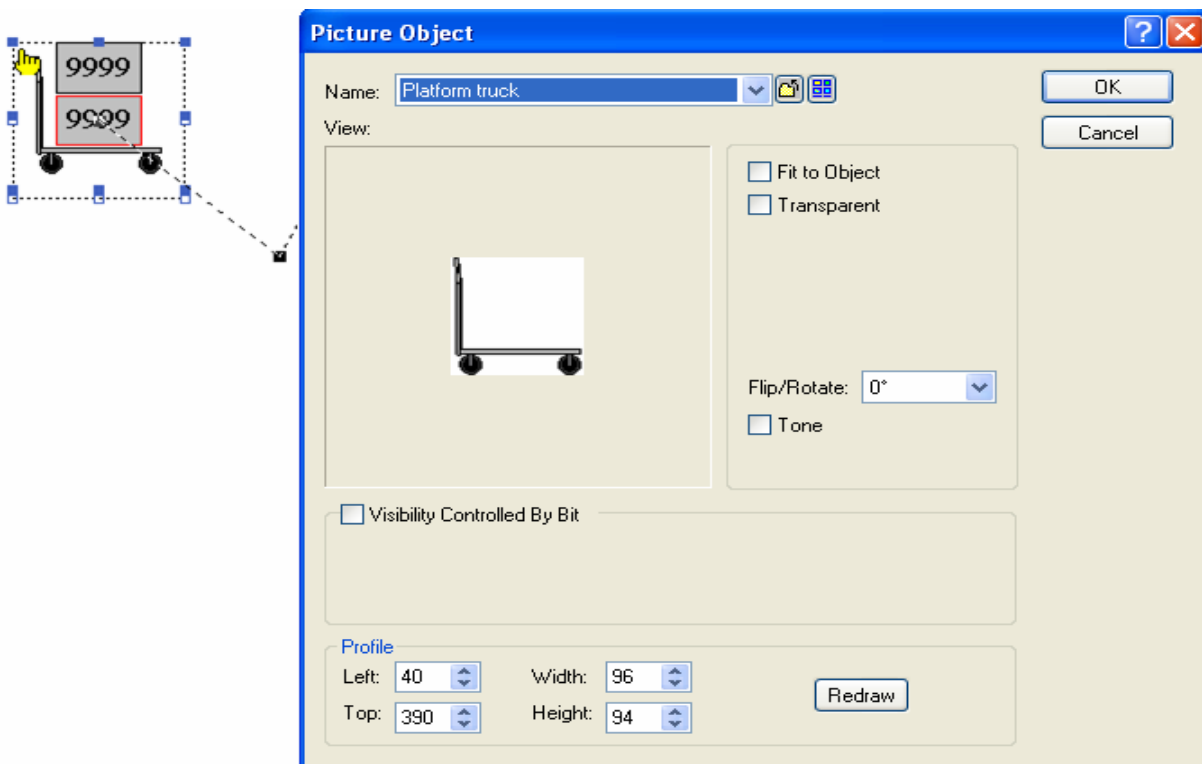 9999
9999
Picture Object
Name: Platform truck
OK
View:
Cancel
Fit to Object
Transparent
Flip/Rotate: 0°
Tone
Visibility Controlled By Bit
Profile
Left: 40 Width: 96
Redraw
Top: 390 Height: 94